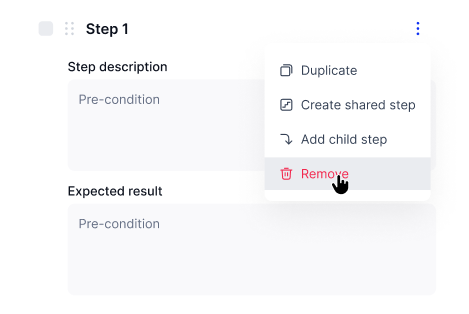 Step 1
Step description
Pre-condition
Duplicate
Create shared step
Add child step
Remove
Expected result
Pre-condition